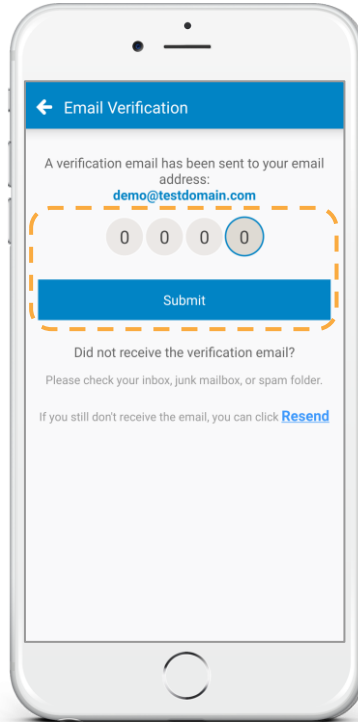 Email Verification
A verification email has been sent to your email
address:
demo@testdomain.com
0 0 0 0
Submit
Did not receive the verification email?
Please check your inbox, junk mailbox, or spam folder.
If you still don't receive the email, you can click Resend